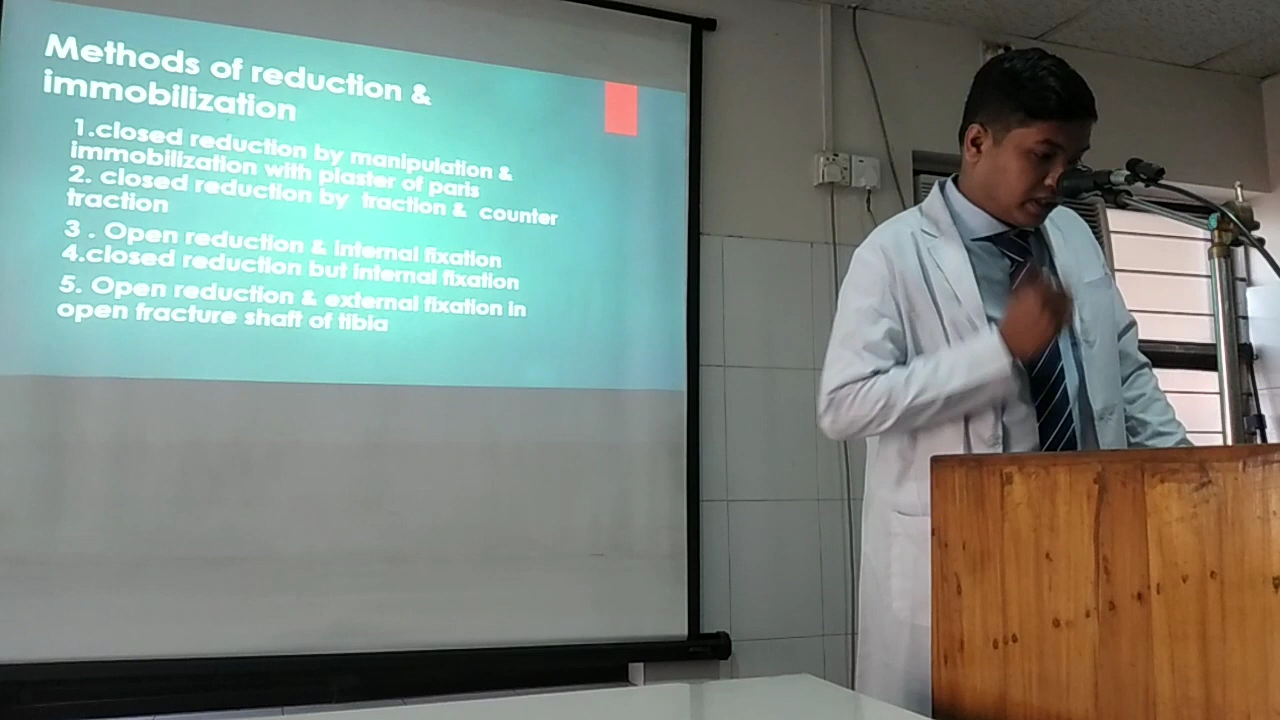 Methods of reduction &
immobilization
1.closed reduction by manipulation &
immobilization with plaster of paris
2. closed reduction by traction & counter
traction
3 . Open reduction & internal fixation
4.closed reduction but internal fixation
5. Open reduction & external fixation in
open fracture shaft of tibia